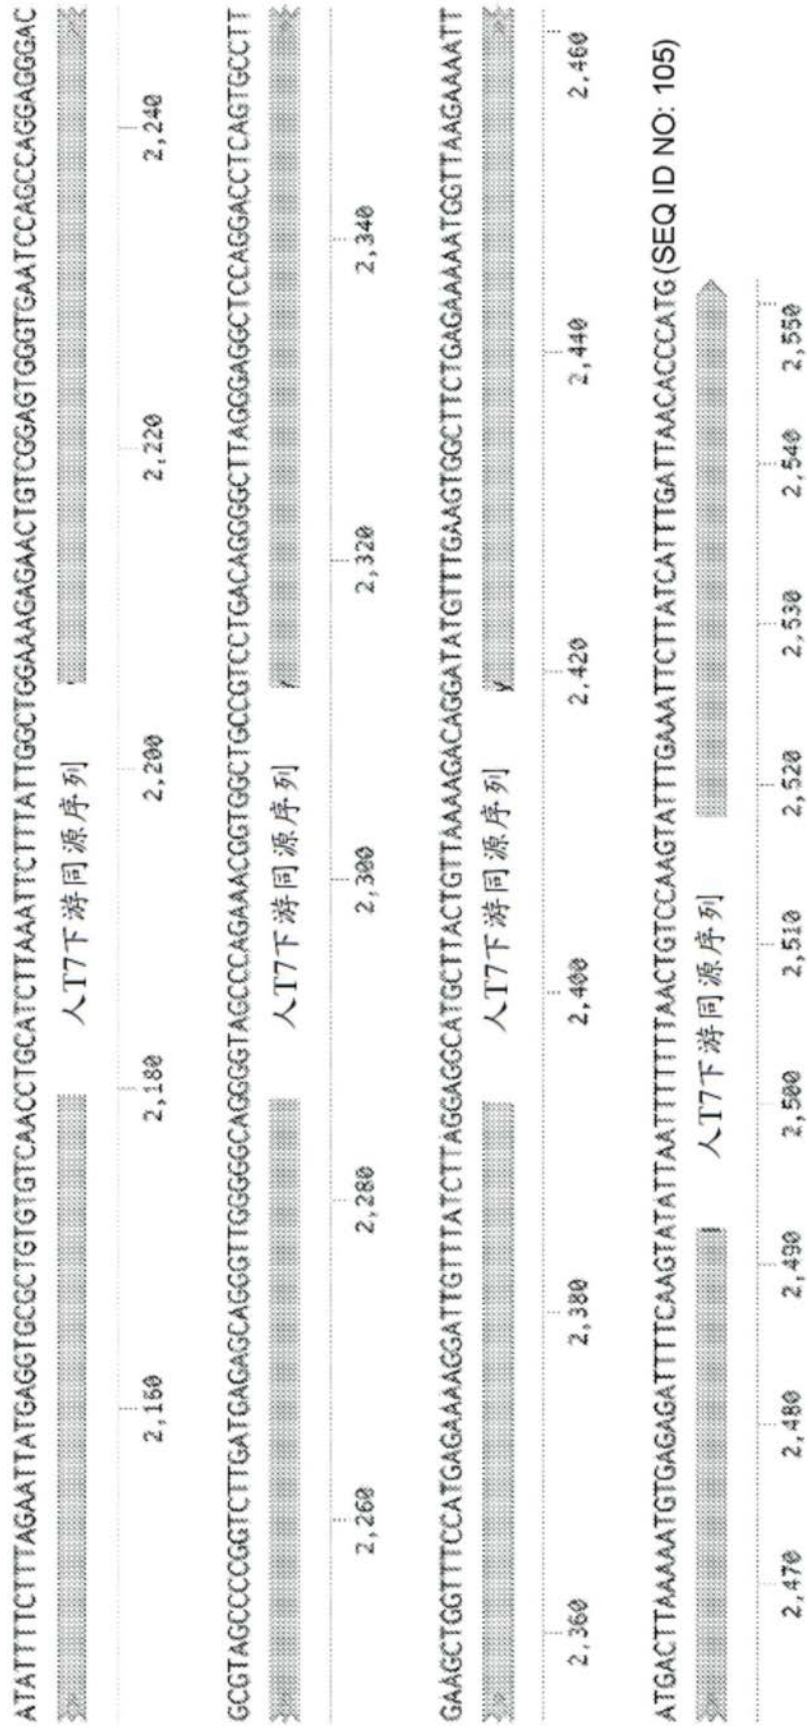 ATATTTTCTTTAGAATTATGAGGTGCGCTGTGTGTCAACCTGCATCTTAAATTCTTTATTGGCTGGAAAGAGAACTGTCGGAGTGGGTGAATCCAGCCAGGAGGGAC
人T7下游同源序列
2,160 2,180 2,200 2,220 2,240
GCGTAGCCCCGGTCTTGATGAGAGCAGGGTTGGGGGCAGGGGTAGCCCAGAAACGGTGGCTGCCGTCCTGACAGGGGCTTAGGGAGGCTCCAGGACCTCAGTGCCTT
人T7下游同源序列
2,260 2,280 2,300 2,320 2,340
GAAGCTGGTTTCCATGAGAAAAGGATTGTTTATCTTAGGAGGCATGCTTACTGTTAAAAGACAGGATATGTTTGAAGTGGCTTCTGAGAAAAATGGTTAAGAAAATT
人T7下游同源序列
2,360 2,380 2,400 2,420 2,440 2,460
ATGACTTAAAAATGTGAGAGATTTTCAAGTATATTAATTTTTTTAACTGTCCAAGTATTTGAAATTCTTATCATTTGATTAACACCCATG (SEQ ID NO: 105)
人T7下游同源序列
2,470 2,480 2,490 2,500 2,510 2,520 2,530 2,540 2,550